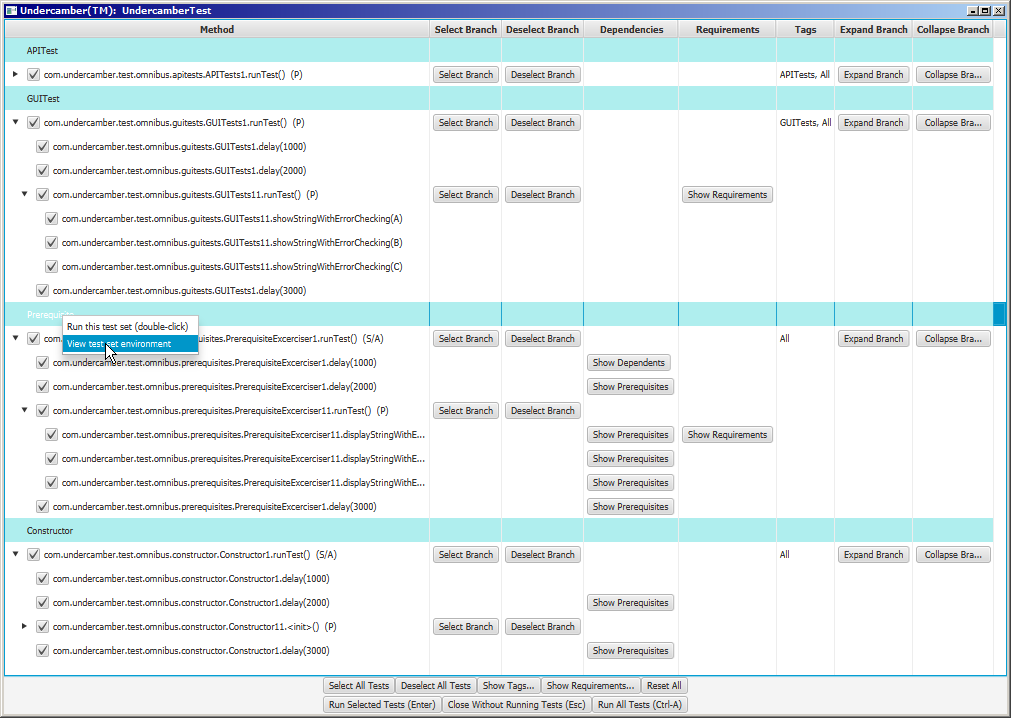 Undercamber(TM): UndercamberTest
Method Select Branch Deselect Branch Dependencies Requirements Tags Expand Branch Collapse Branch
APITest
com.undercamber.test.omnibus.apitests.APITests1.runTest() (P) Select Branch Deselect Branch APITests, All Expand Branch Collapse Bra...
GUITest
com.undercamber.test.omnibus.guitests.GUITests1.runTest() (P) Select Branch Deselect Branch GUITests, All Expand Branch Collapse Bra...
com.undercamber.test.omnibus.guitests.GUITests1.delay(1000)
com.undercamber.test.omnibus.guitests.GUITests1.delay(2000)
com.undercamber.test.omnibus.guitests.GUITests11.runTest() (P) Select Branch Deselect Branch Show Requirements
com.undercamber.test.omnibus.guitests.GUITests11.showStringWithErrorChecking(A)
com.undercamber.test.omnibus.guitests.GUITests11.showStringWithErrorChecking(B)
com.undercamber.test.omnibus.guitests.GUITests11.showStringWithErrorChecking(C)
com.undercamber.test.omnibus.guitests.GUITests1.delay(3000)
Run this test set (double-click)
View test set environment
com. uisites.PrerequisiteExcerciser1.runTest() (S/A) Select Branch Deselect Branch All Expand Branch Collapse Bra...
com.undercamber.test.omnibus.prerequisites.PrerequisiteExcerciser1.delay(1000) Show Dependents
com.undercamber.test.omnibus.prerequisites.PrerequisiteExcerciser1.delay(2000) Show Prerequisites
com.undercamber.test.omnibus.prerequisites.PrerequisiteExcerciser11.runTest() (P) Select Branch Deselect Branch
com.undercamber.test.omnibus.prerequisites.PrerequisiteExcerciser11.displayStringWithE... Show Prerequisites Show Requirements
com.undercamber.test.omnibus.prerequisites.PrerequisiteExcerciser11.displayStringWithE... Show Prerequisites
com.undercamber.test.omnibus.prerequisites.PrerequisiteExcerciser11.displayStringWithE... Show Prerequisites
com.undercamber.test.omnibus.prerequisites.PrerequisiteExcerciser1.delay(3000) Show Prerequisites
Constructor
com.undercamber.test.omnibus.constructor.Constructor1.runTest() (S/A) Select Branch Deselect Branch All Expand Branch Collapse Bra...
com.undercamber.test.omnibus.constructor.Constructor1.delay(1000)
com.undercamber.test.omnibus.constructor.Constructor1.delay(2000) Show Prerequisites
com.undercamber.test.omnibus.constructor.Constructor11.<init>() (P) Select Branch Deselect Branch
com.undercamber.test.omnibus.constructor.Constructor1.delay(3000) Show Prerequisites
Select All Tests Deselect All Tests Show Tags... Show Requirements... Reset All
Run Selected Tests (Enter) Close Without Running Tests (Esc) Run All Tests (Ctrl-A)